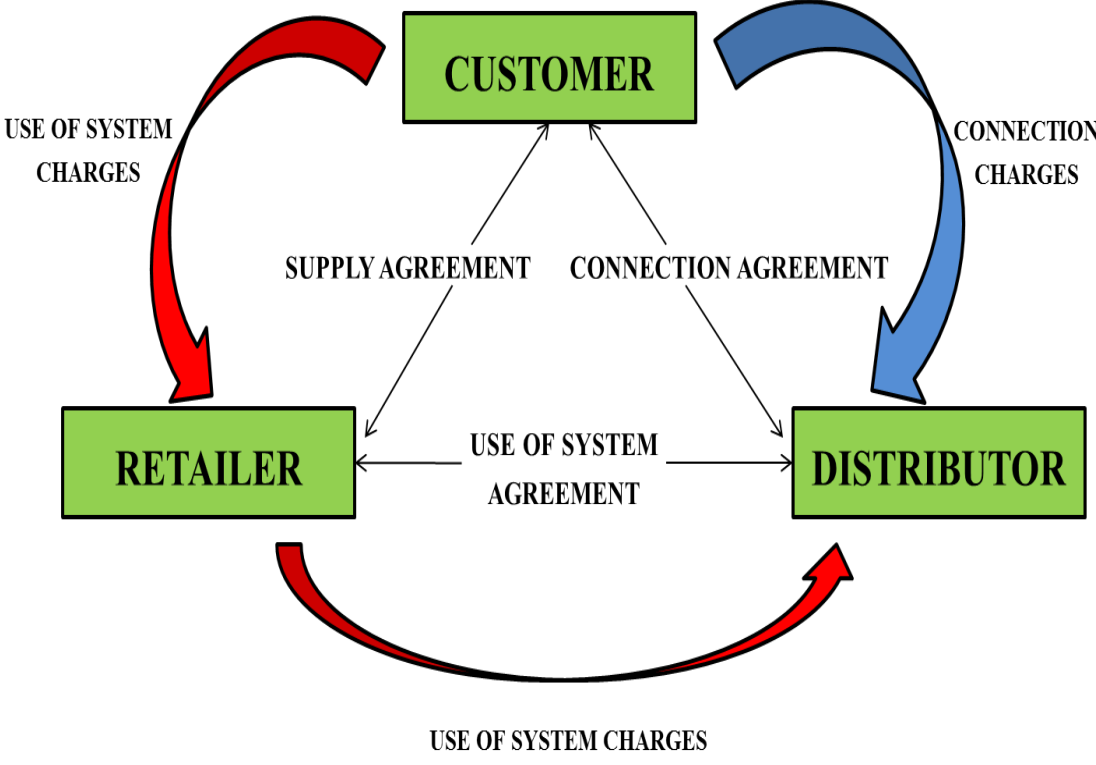 CUSTOMER
USE OF SYSTEM
CHARGES
CONNECTION
CHARGES
SUPPLY AGREEMENT
CONNECTION AGREEMENT
RETAILER
USE OF SYSTEM
AGREEMENT
DISTRIBUTOR
USE OF SYSTEM CHARGES